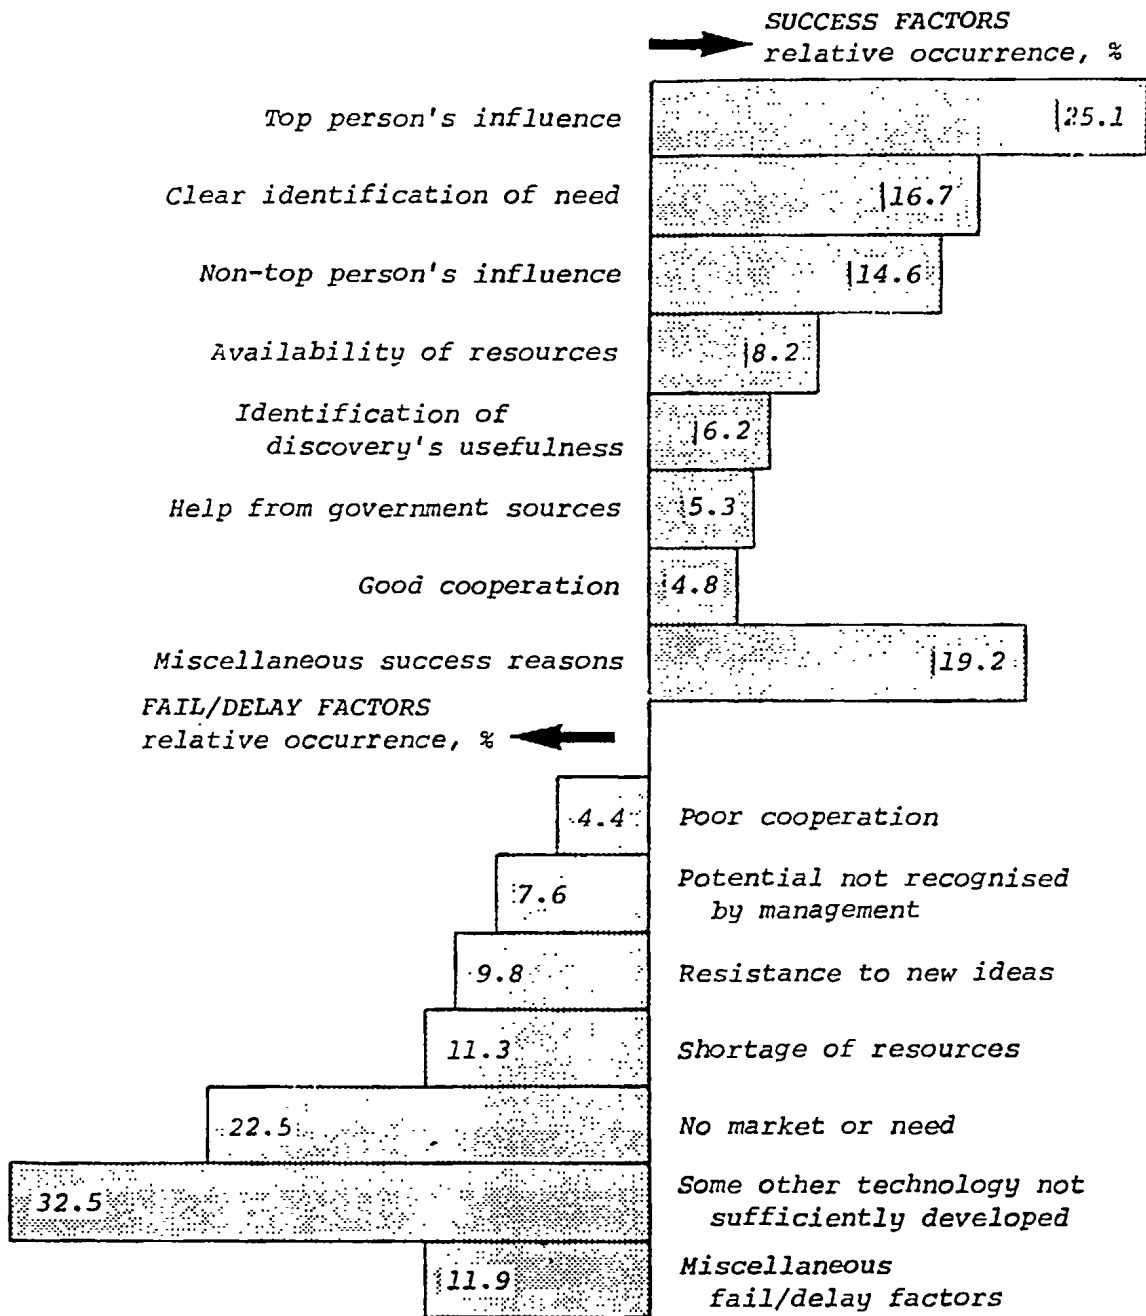 SUCCESS FACTORS
relative occurrence, %
Top person's influence
25.1
Clear identification of need
16.7
Non-top person's influence
14.6
Availability of resources
8.2
Identification of
discovery's usefulness
6.2
Help from government sources
5.3
Good cooperation
4.8
Miscellaneous success reasons
19.2
FAIL/DELAY FACTORS
relative occurrence, %
4.4
Poor cooperation
7.6
Potential not recognised
by management
9.8
Resistance to new ideas
11.3
Shortage of resources
22.5
No market or need
32.5
Some other technology not
sufficiently developed
11.9
Miscellaneous
fail/delay factors